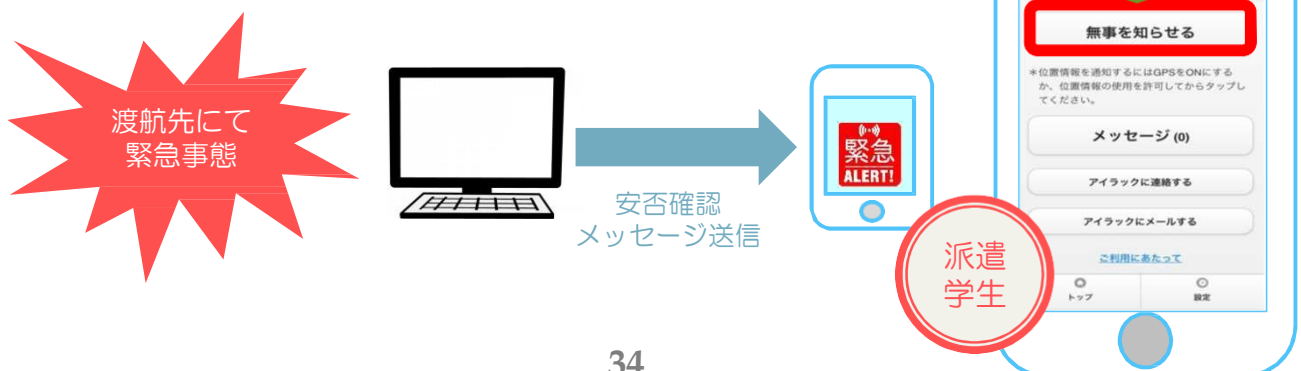 渡航先にて
緊急事態
安否確認
メッセージ送信
緊急
ALERT!
派遣
学生
無事を知らせる
*位置情報を通知するにはGPSをONにする
か、位置情報の使用を許可してからタップし
てください。
メッセージ (0)
アイラックに連絡する
アイラックにメールする
ご利用にあたって
トップ
設定
34